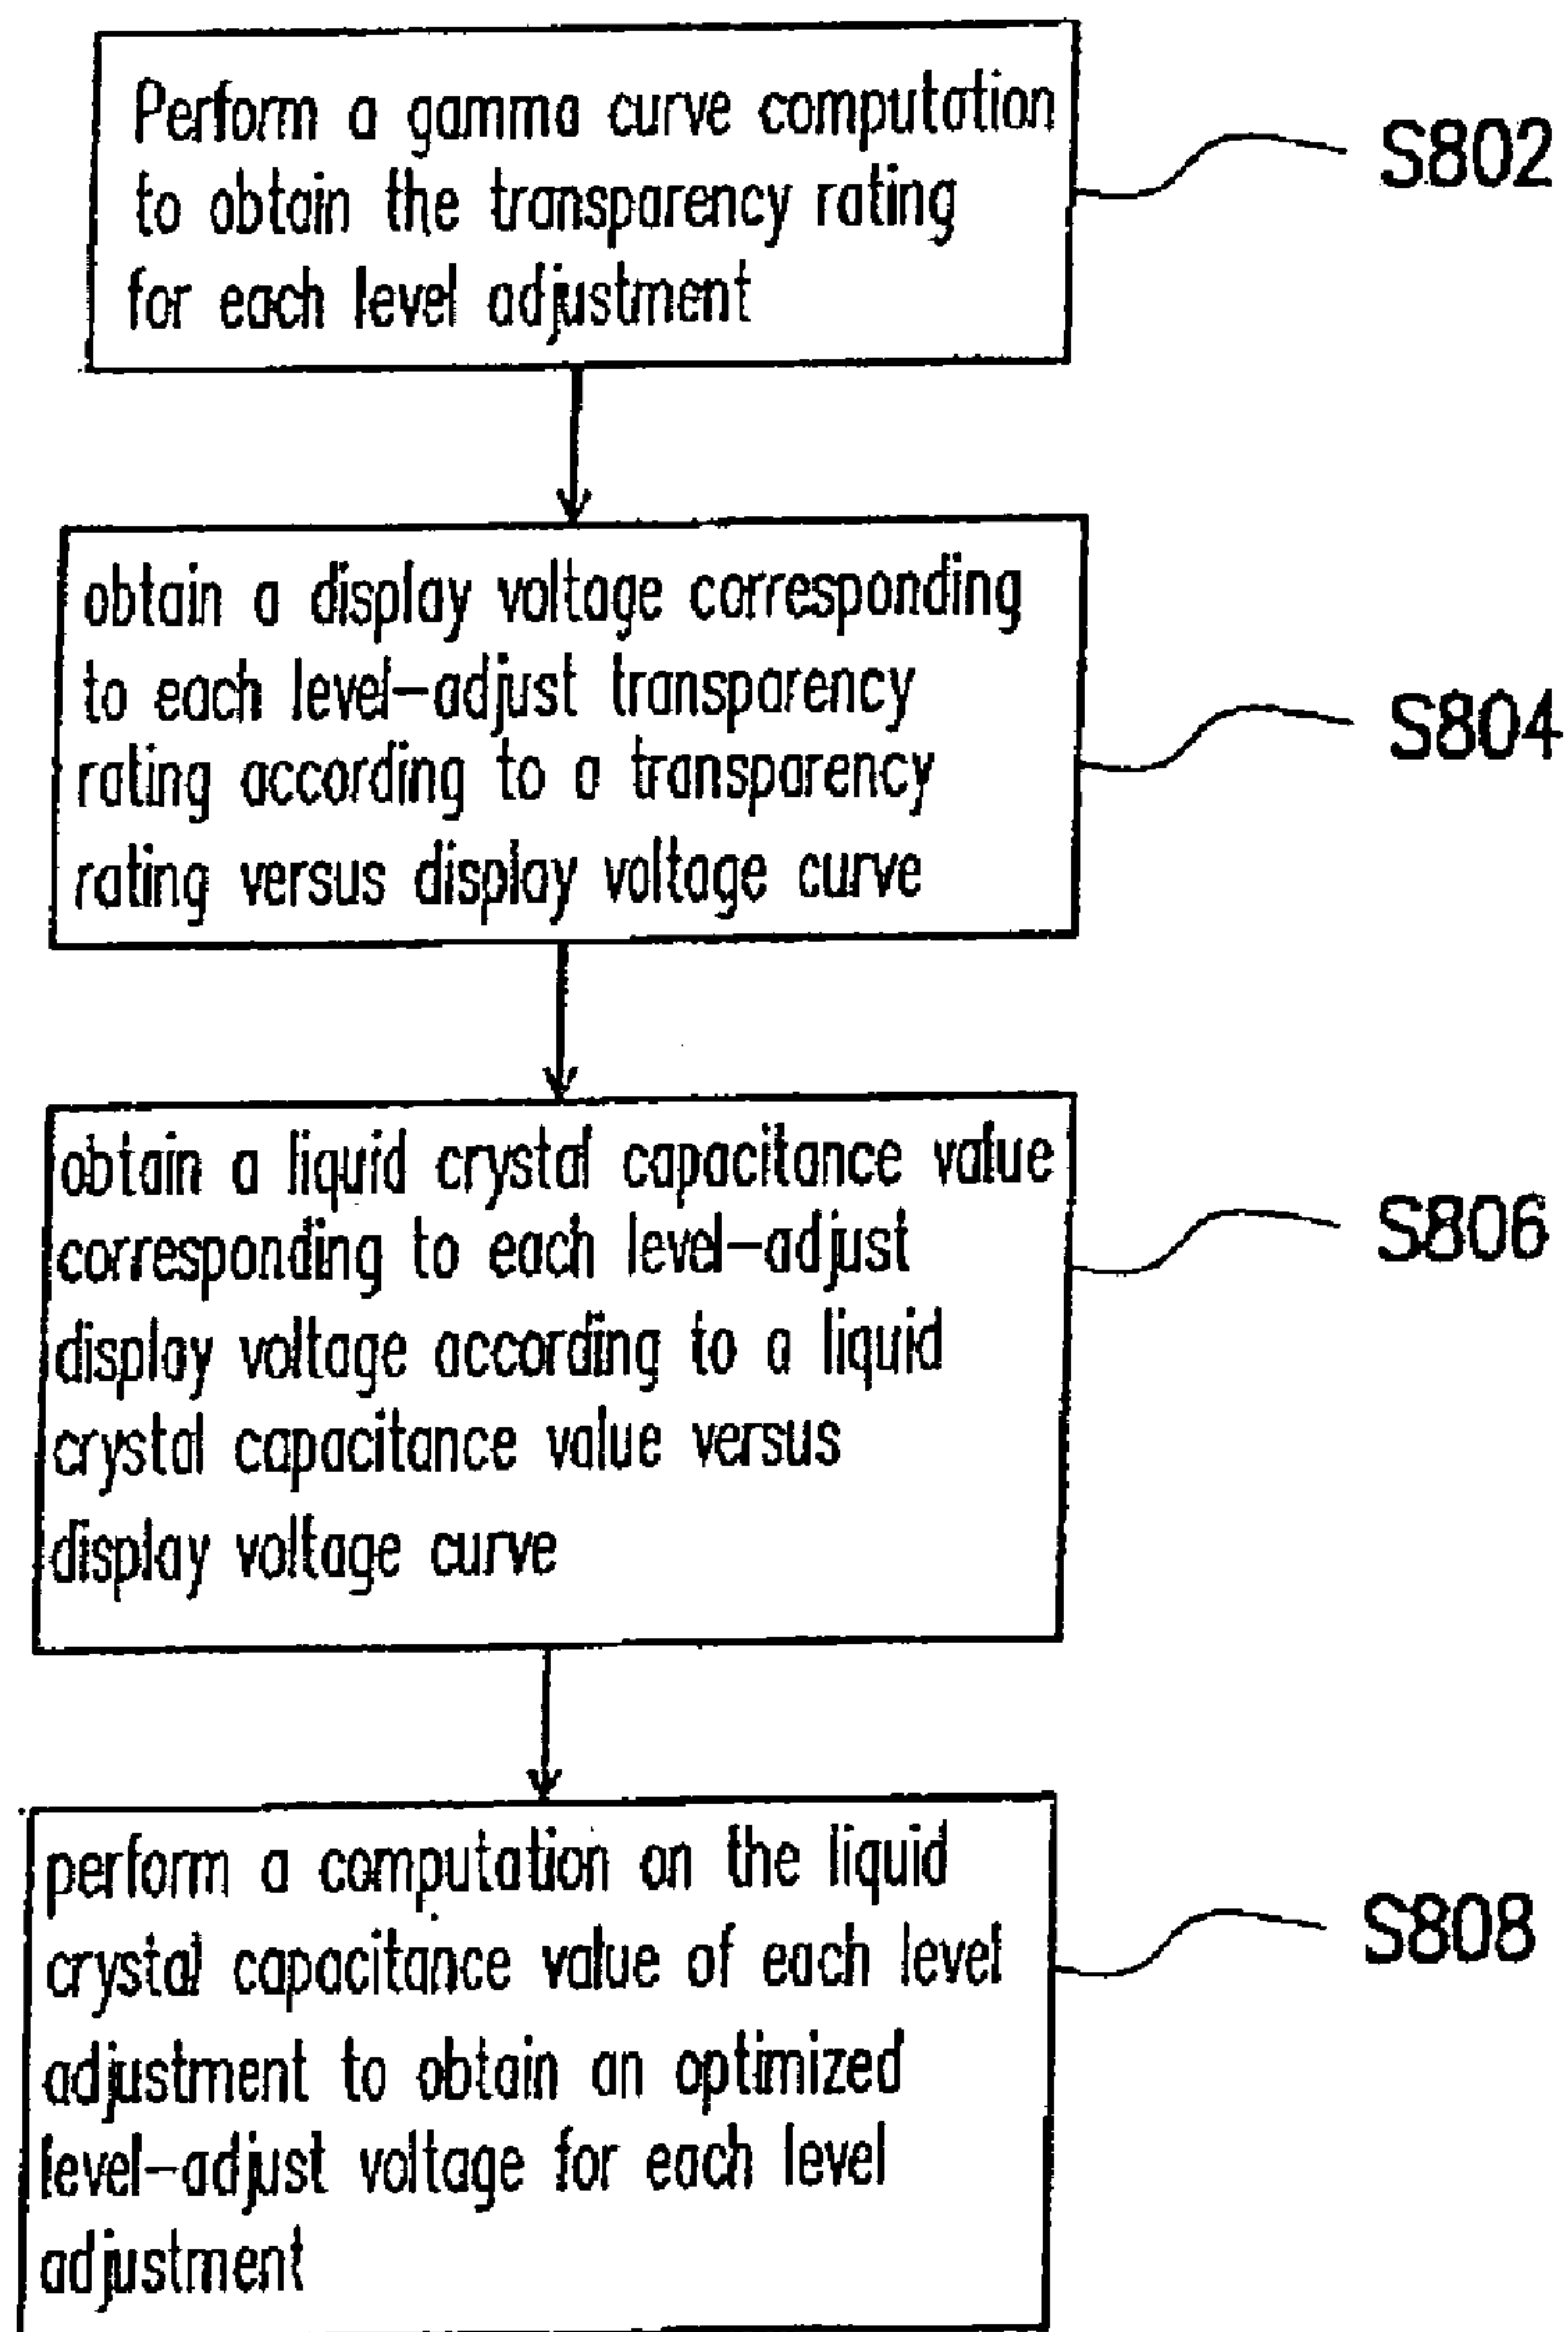 Perform a gamma curve computation
to obtain the transparency rating
for each level adjustment
S802
obtain a display voltage corresponding
to each level-adjust transparency
rating according to a transparency
rating versus display voltage curve
S804
obtain a liquid crystal capacitance value
corresponding to each level-adjust
display voltage according to a liquid
crystal capacitance value versus
display voltage curve
S806
perform a computation on the liquid
crystal capacitance value of each level
adjustment to obtain an optimized
level-adjust voltage for each level
adjustment
S808